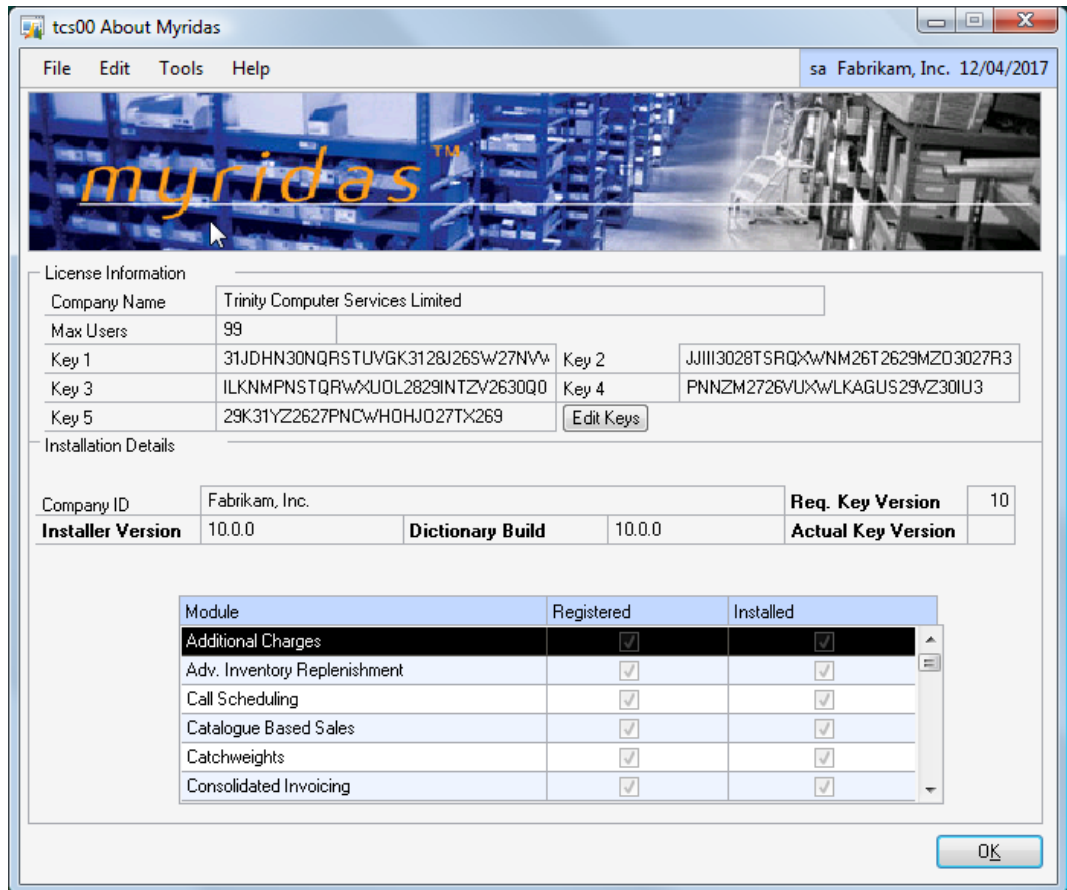 tcs00 About Myridas
File Edit Tools Help sa Fabrikam, Inc. 12/04/2017
myridas™
License Information
Company Name Trinity Computer Services Limited
Max Users 99
Key 1 Key 2
Key 3 Key 4
Key 5 29K31YZ2627PNCWHOHJO27TX269 Edit Keys
Installation Details
Company ID Fabrikam, Inc. Req. Key Version 10
Installer Version 10.0.0 Dictionary Build 10.0.0 Actual Key Version
Module Registered Installed
Additional Charges
Adv. Inventory Replenishment
Call Scheduling
Catalogue Based Sales
Catchweights
Consolidated Invoicing
OK